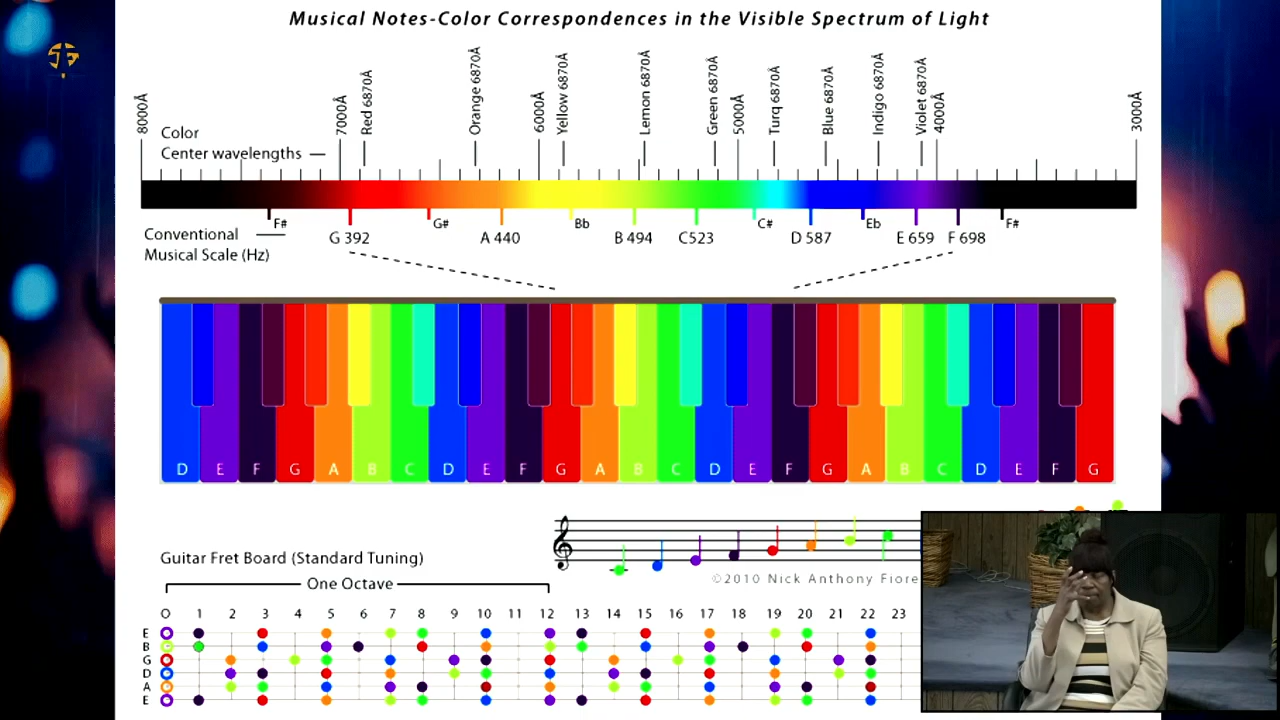 Musical Notes-Color Correspondences in the Visible Spectrum of Light
8000Å
7000Å
Red 6870Å
Orange 6870Å
6000Å
Yellow 6870Å
Lemon 6870Å
Green 6870Å
5000Å
Turq 6870Å
Blue 6870Å
Indigo 6870Å
Violet 6870Å
4000Å
3000Å
Color
Center wavelengths
F# G# Bb C# Eb F#
Conventional
Musical Scale (Hz)
G 392 A 440 B 494 C523 D 587 E 659 F 698
D E F G A B C D E F G A B C D E F G A B C D E F G
Guitar Fret Board (Standard Tuning)
©2010 Nick Anthony Fiore
One Octave
O 1 2 3 4 5 6 7 8 9 10 11 12 13 14 15 16 17 18 19 20 21 22 23
E
B
G
D
A
E